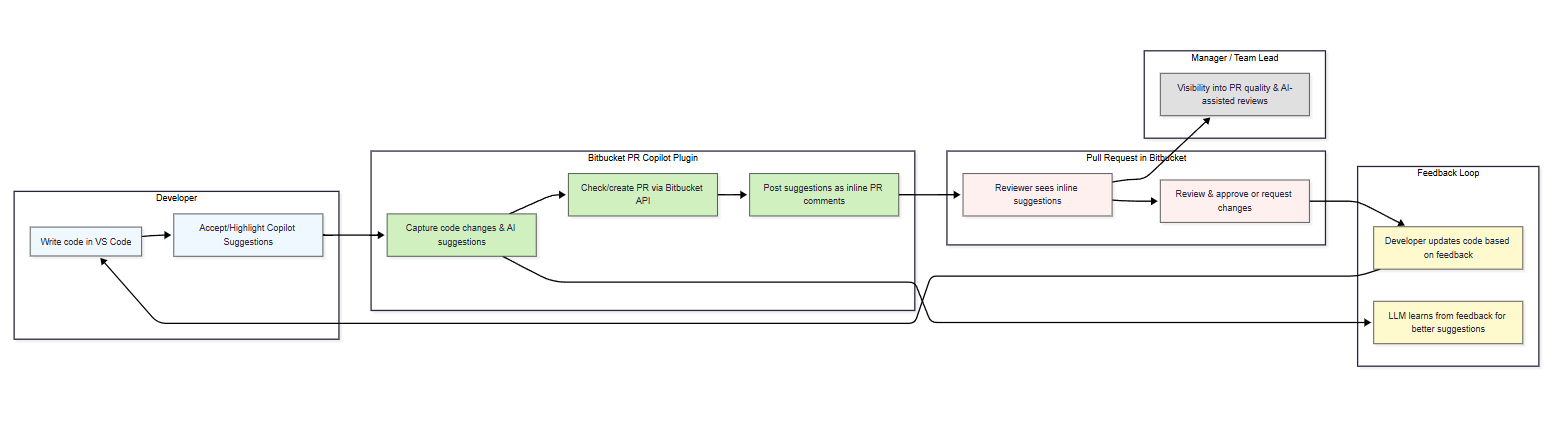 Developer
Write code in VS Code
Accept/Highlight Copilot
Suggestions
Bitbucket PR Copilot Plugin
Capture code changes & AI
suggestions
Check/create PR via Bitbucket
API
Post suggestions as inline PR
comments
Pull Request in Bitbucket
Reviewer sees inline
suggestions
Review & approve or request
changes
Manager / Team Lead
Visibility into PR quality & AI-
assisted reviews
Feedback Loop
Developer updates code based
on feedback
LLM learns from feedback for
better suggestions